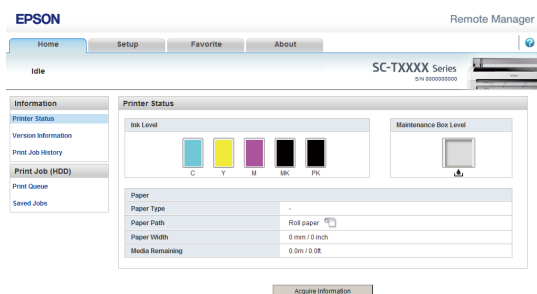 EPSON
Remote Manager
Home
Setup
Favorite
About
Idle
SC-TXXXX Series
S/N 0000000000
Information
Printer Status
Version Information
Print Job History
Print Job (HDD)
Print Queue
Saved Jobs
Printer Status
Ink Level
C Y M MK PK
Maintenance Box Level
Paper
Paper Type -
Paper Path Roll paper
Paper Width 0 mm / 0 inch
Media Remaining 0.0m / 0.0ft.
Acquire Information